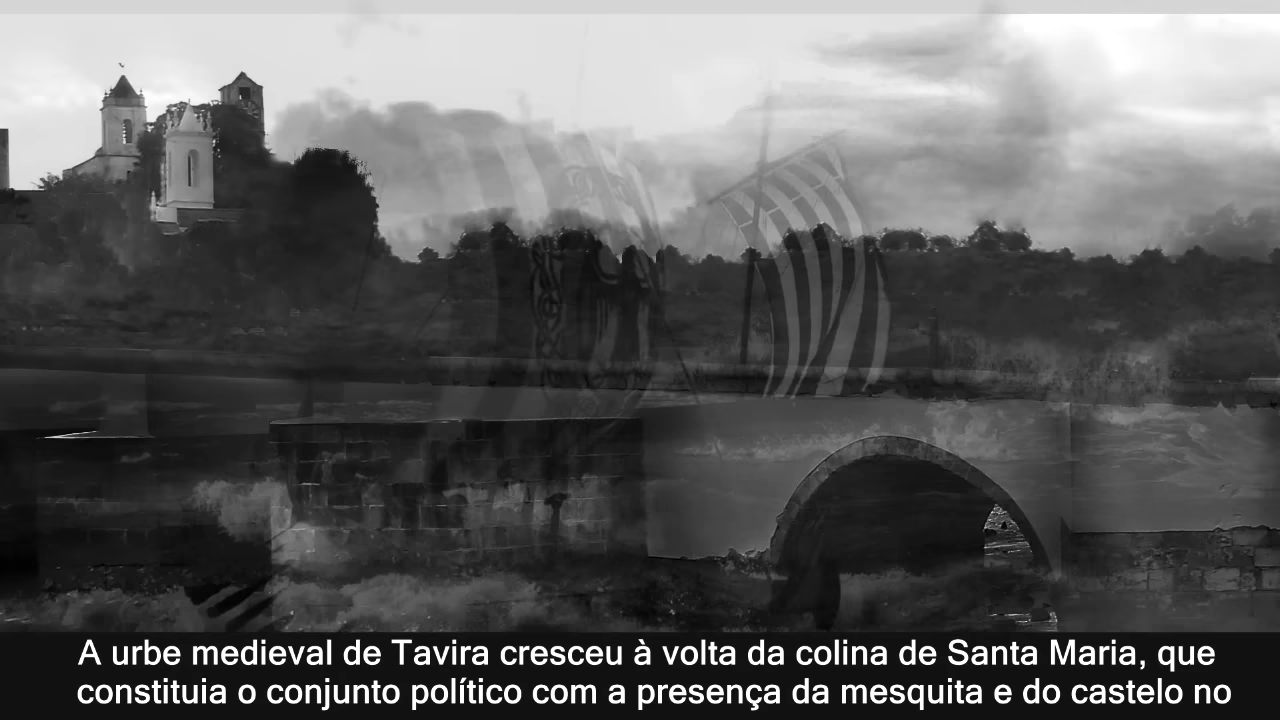 A urbe medieval de Tavira cresceu à volta da colina de Santa Maria, que
constituia o conjunto político com a presença da mesquita e do castelo no